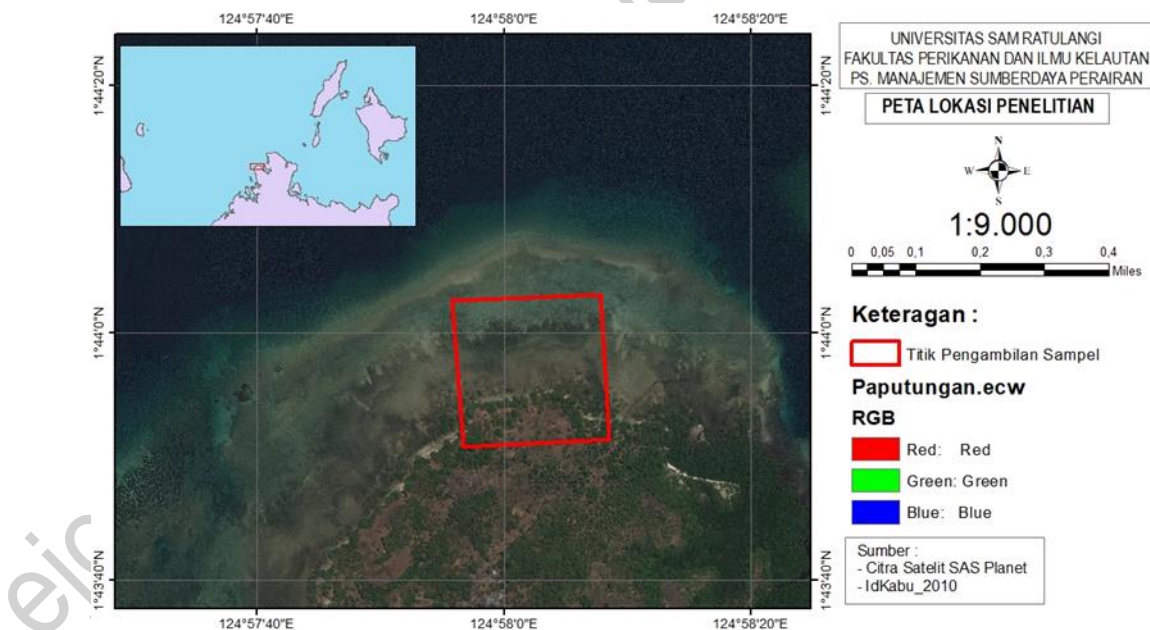 124°57'40"E 124°58'0"E 124°58'20"E
1°44'20"N 1°44'20"N
1°44'0"N 1°44'0"N
1°43'40"N 1°43'40"N
124°57'40"E 124°58'0"E 124°58'20"E
UNIVERSITAS SAM RATULANGI
FAKULTAS PERIKANAN DAN ILMU KELAUTAN
PS. MANAJEMEN SUMBERDAYA PERAIRAN
PETA LOKASI PENELITIAN
N
W E
S
1:9.000
0 0,05 0,1 0,2 0,3 0,4
Miles
Keteragan :
Titik Pengambilan Sampel
Paputungan.ecw
RGB
Red: Red
Green: Green
Blue: Blue
Sumber :
- Citra Satelit SAS Planet
- IdKabu_2010